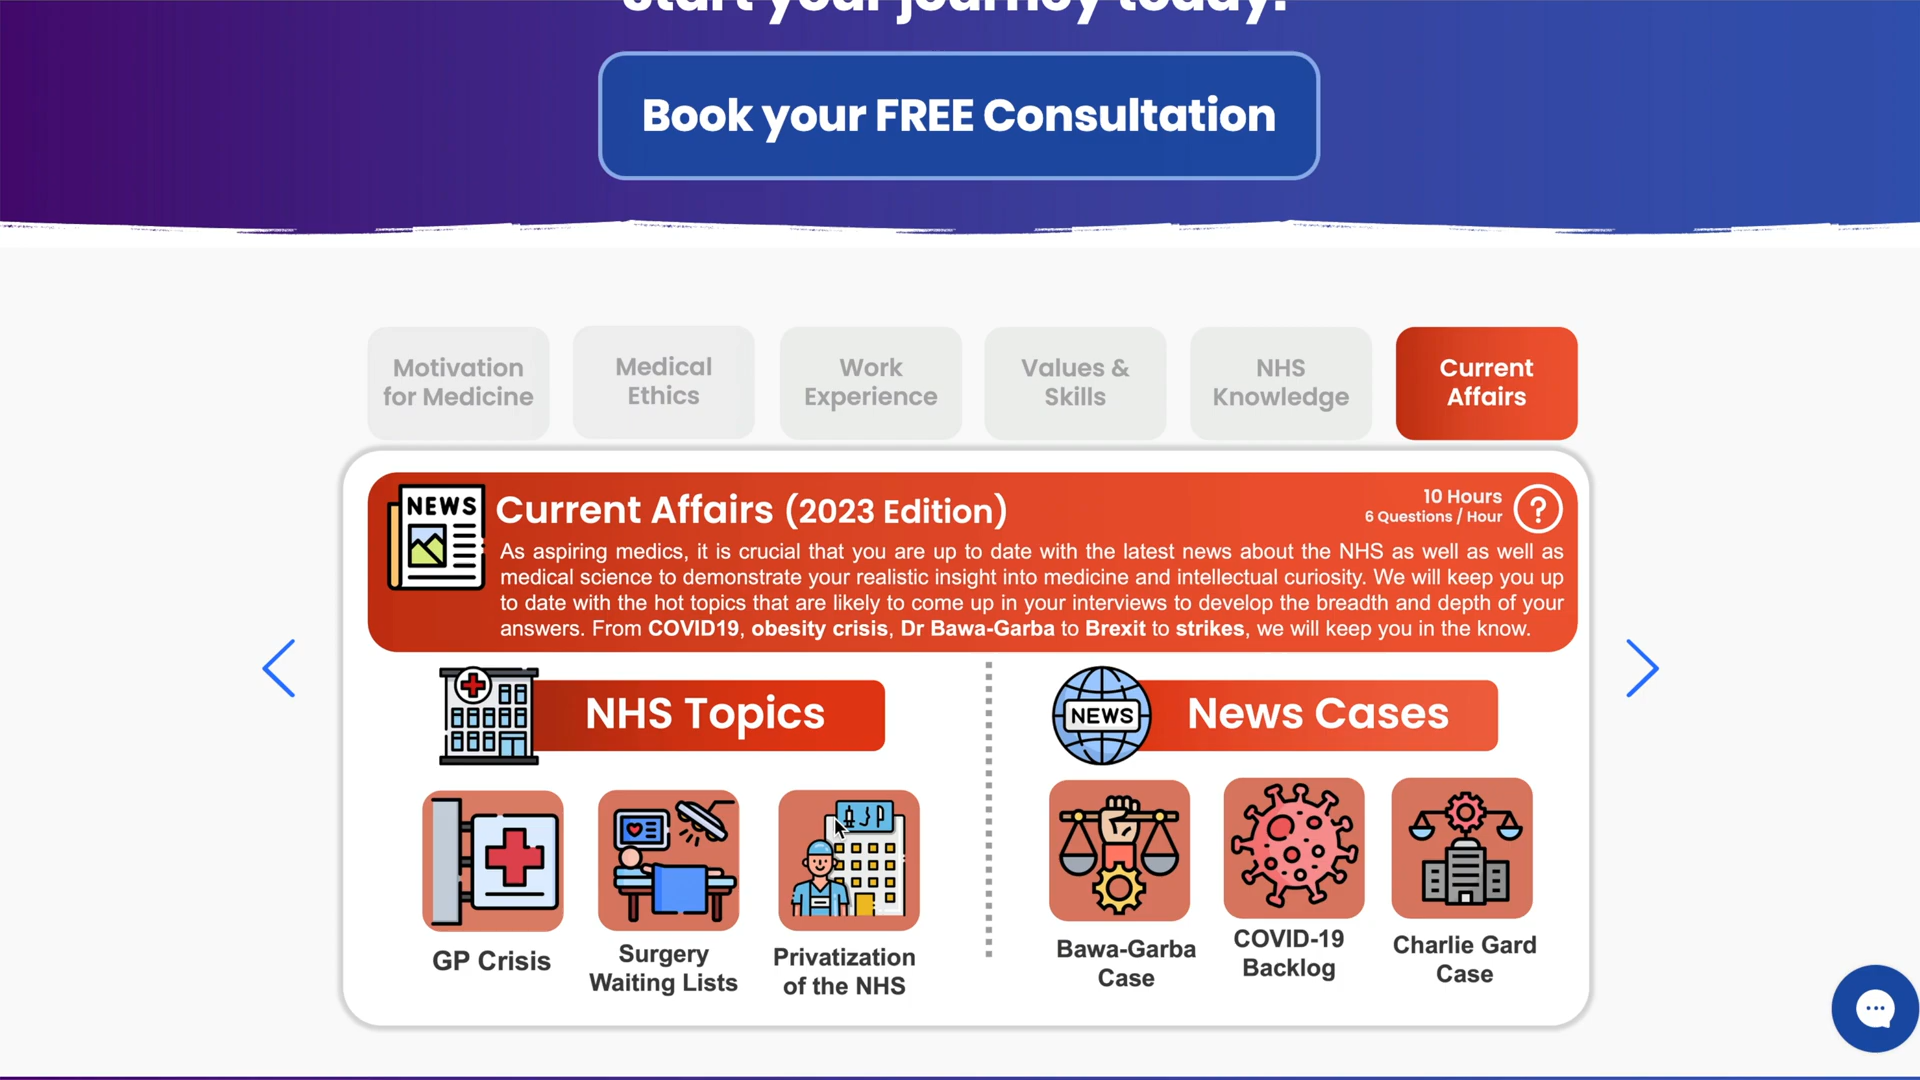 Start your journey today!
Book your FREE Consultation
Motivation
for Medicine
Medical
Ethics
Work
Experience
Values &
Skills
NHS
Knowledge
Current
Affairs
NEWS
Current Affairs (2023 Edition)
10 Hours
6 Questions / Hour
?
As aspiring medics, it is crucial that you are up to date with the latest news about the NHS as well as well as
medical science to demonstrate your realistic insight into medicine and intellectual curiosity. We will keep you up
to date with the hot topics that are likely to come up in your interviews to develop the breadth and depth of your
answers. From COVID19, obesity crisis, Dr Bawa-Garba to Brexit to strikes, we will keep you in the know.
NHS Topics
NEWS
News Cases
GP Crisis
Surgery
Waiting Lists
Privatization
of the NHS
Bawa-Garba
Case
COVID-19
Backlog
Charlie Gard
Case